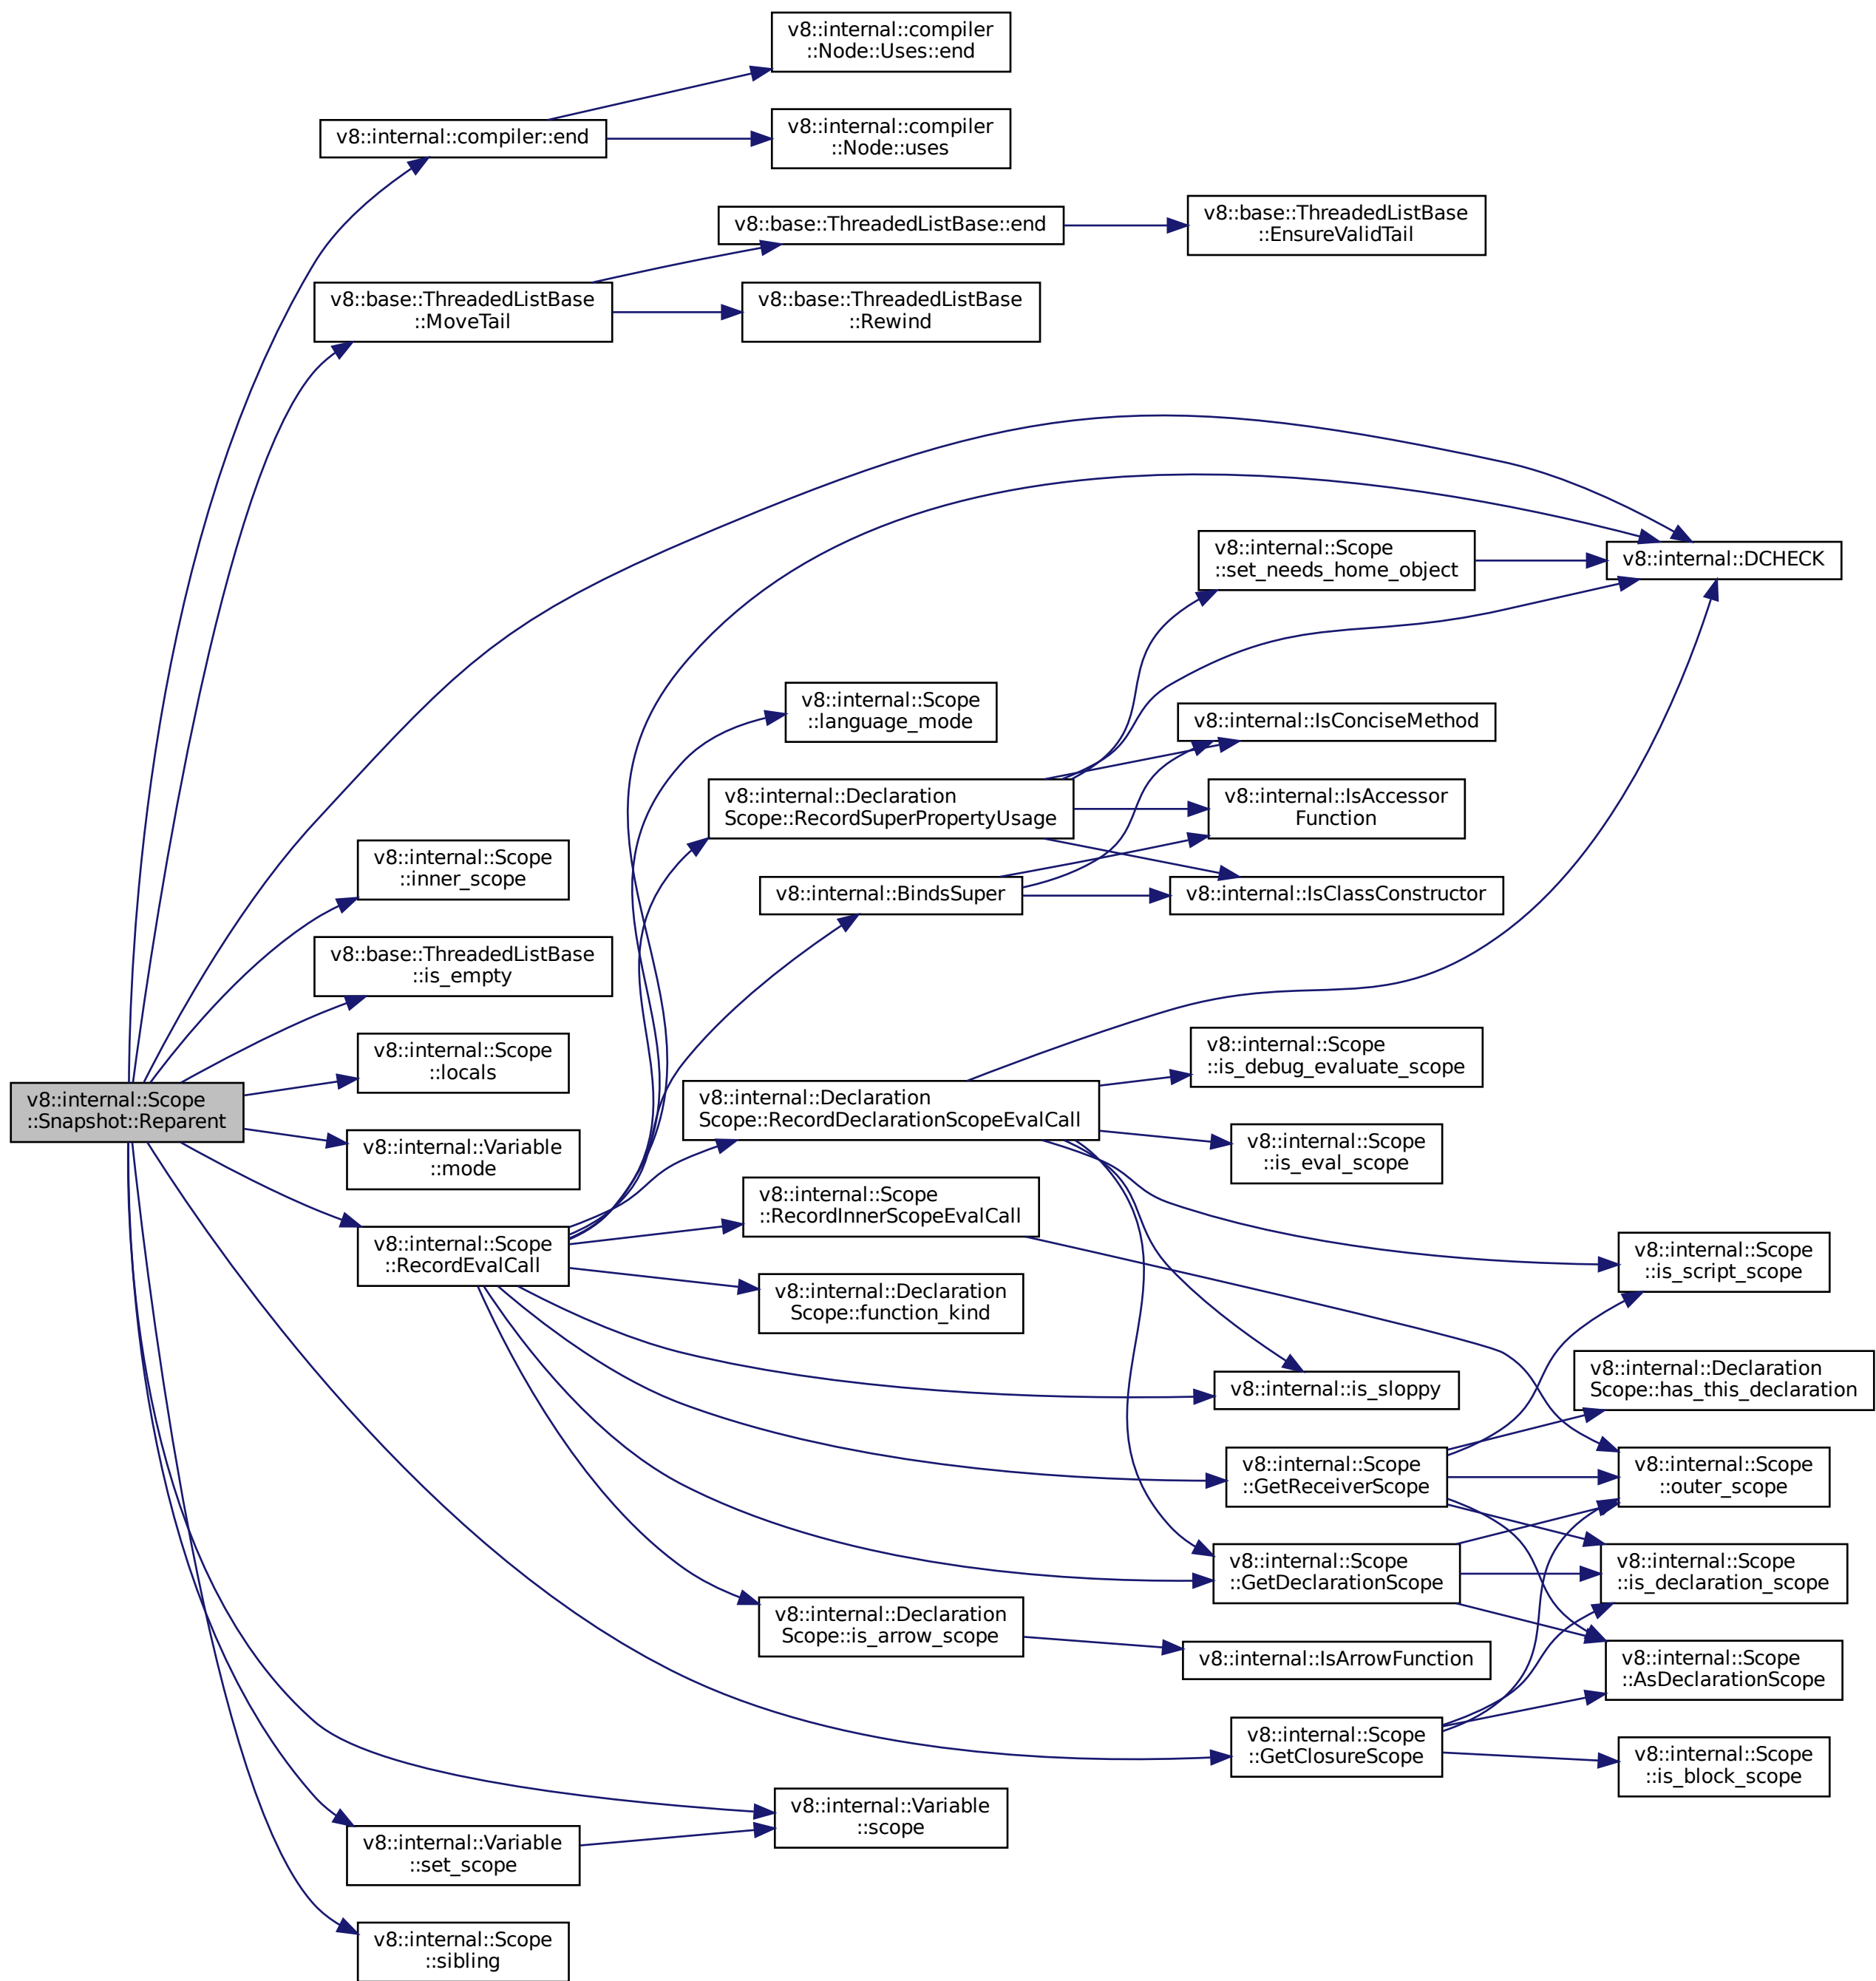 v8::internal::compiler
::Node::Uses::end
v8::internal::compiler::end
v8::internal::compiler
::Node::uses
v8::base::ThreadedListBase::end
v8::base::ThreadedListBase
::EnsureValidTail
v8::base::ThreadedListBase
::MoveTail
v8::base::ThreadedListBase
::Rewind
v8::internal::Scope
::set_needs_home_object
v8::internal::DCHECK
v8::internal::Scope
::language_mode
v8::internal::IsConciseMethod
v8::internal::Declaration
Scope::RecordSuperPropertyUsage
v8::internal::IsAccessor
Function
v8::internal::Scope
::inner_scope
v8::internal::BindsSuper
v8::internal::IsClassConstructor
v8::base::ThreadedListBase
::is_empty
v8::internal::Scope
::locals
v8::internal::Scope
::is_debug_evaluate_scope
v8::internal::Scope
::Snapshot::Reparent
v8::internal::Declaration
Scope::RecordDeclarationScopeEvalCall
v8::internal::Variable
::mode
v8::internal::Scope
::is_eval_scope
v8::internal::Scope
::RecordInnerScopeEvalCall
v8::internal::Scope
::RecordEvalCall
v8::internal::Scope
::is_script_scope
v8::internal::Declaration
Scope::function_kind
v8::internal::is_sloppy
v8::internal::Declaration
Scope::has_this_declaration
v8::internal::Scope
::GetReceiverScope
v8::internal::Scope
::outer_scope
v8::internal::Scope
::GetDeclarationScope
v8::internal::Scope
::is_declaration_scope
v8::internal::Declaration
Scope::is_arrow_scope
v8::internal::IsArrowFunction
v8::internal::Scope
::AsDeclarationScope
v8::internal::Scope
::GetClosureScope
v8::internal::Scope
::is_block_scope
v8::internal::Variable
::scope
v8::internal::Variable
::set_scope
v8::internal::Scope
::sibling